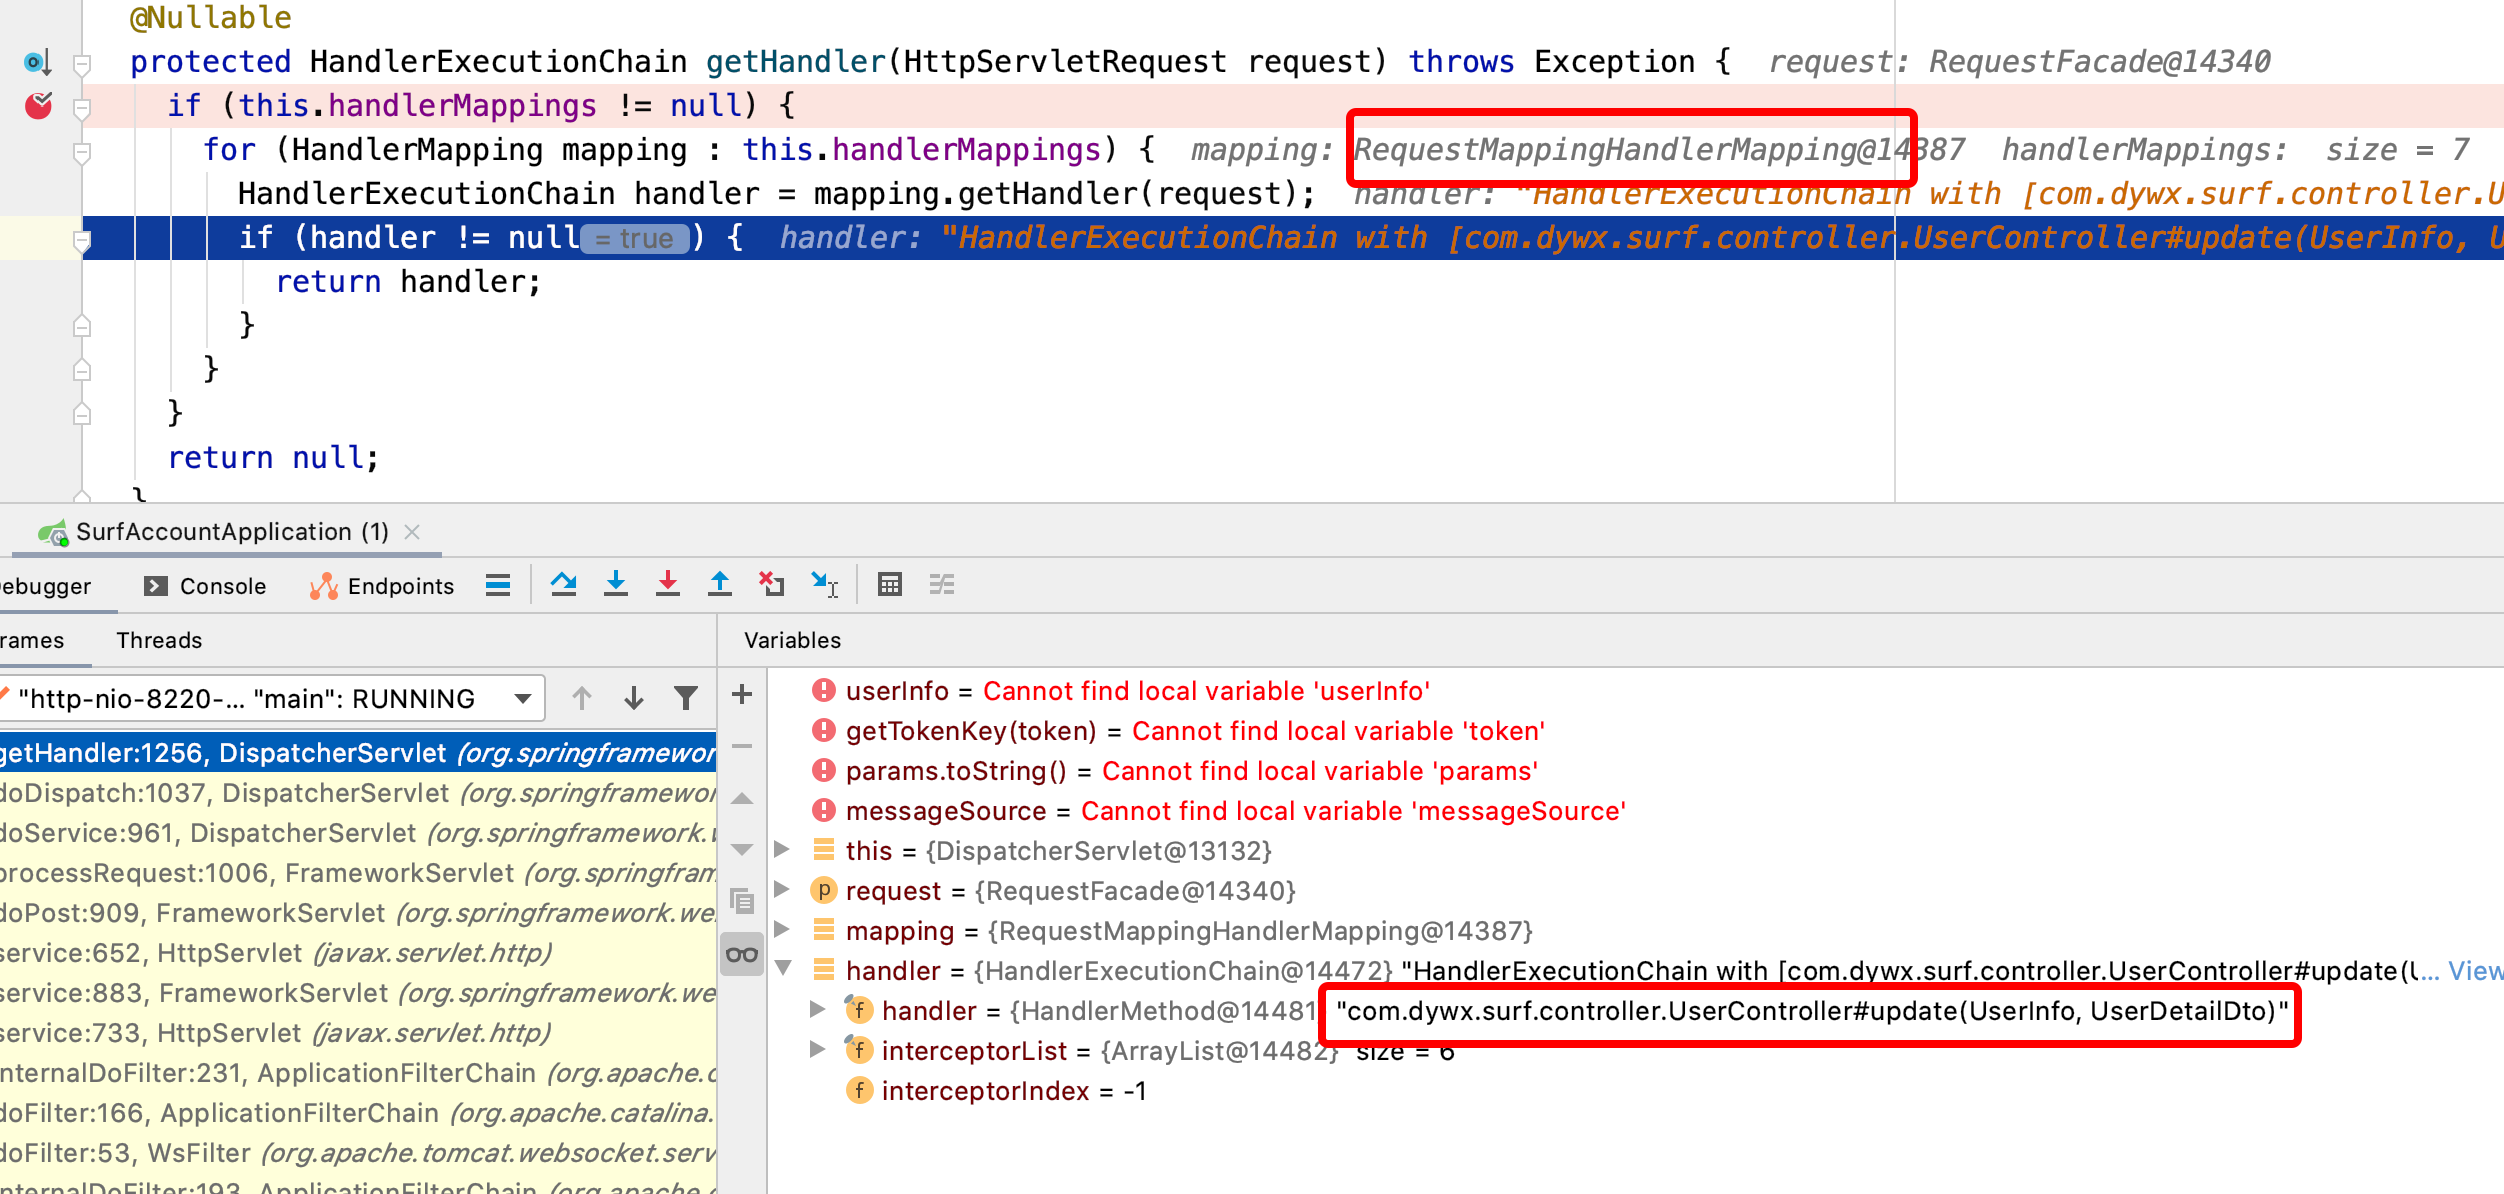 @Nullable
protected HandlerExecutionChain getHandler(HttpServletRequest request) throws Exception {  request: RequestFacade@14340
if (this.handlerMappings != null) {
for (HandlerMapping mapping : this.handlerMappings) {  mapping: RequestMappingHandlerMapping@14387  handlerMappings:  size = 7
HandlerExecutionChain handler = mapping.getHandler(request);  handler: "HandlerExecutionChain with [com.dywx.surf.controller.U
if (handler != null = true ) {  handler: "HandlerExecutionChain with [com.dywx.surf.controller.UserController#update(UserInfo, U
return handler;
}
}
}
return null;
}
SurfAccountApplication (1)
ebugger Console Endpoints
rames Threads Variables
"http-nio-8220-... "main": RUNNING
getHandler:1256, DispatcherServlet (org.springframewor
doDispatch:1037, DispatcherServlet (org.springframewor
doService:961, DispatcherServlet (org.springframework.w
processRequest:1006, FrameworkServlet (org.springfram
doPost:909, FrameworkServlet (org.springframework.we
service:652, HttpServlet (javax.servlet.http)
service:883, FrameworkServlet (org.springframework.we
service:733, HttpServlet (javax.servlet.http)
nternalDoFilter:231, ApplicationFilterChain (org.apache.c
doFilter:166, ApplicationFilterChain (org.apache.catalina.
doFilter:53, WsFilter (org.apache.tomcat.websocket.serv
nternalDoFilter:193, ApplicationFilterChain (org.apache.c
userInfo = Cannot find local variable 'userInfo'
getTokenKey(token) = Cannot find local variable 'token'
params.toString() = Cannot find local variable 'params'
messageSource = Cannot find local variable 'messageSource'
this = {DispatcherServlet@13132}
request = {RequestFacade@14340}
mapping = {RequestMappingHandlerMapping@14387}
handler = {HandlerExecutionChain@14472} "HandlerExecutionChain with [com.dywx.surf.controller.UserController#update(U... View
handler = {HandlerMethod@14481 "com.dywx.surf.controller.UserController#update(UserInfo, UserDetailDto)"
interceptorList = {ArrayList@14482}  size = 6
interceptorIndex = -1